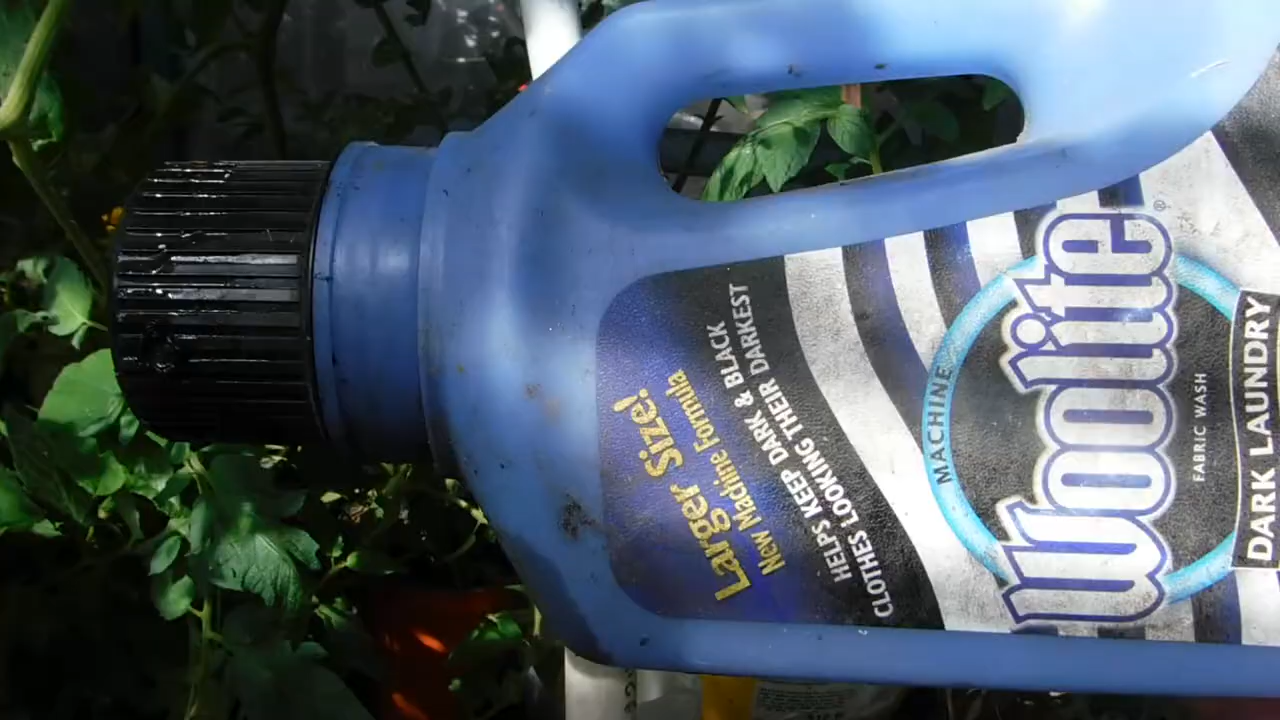 Larger Size!
New Machine Formula
HELPS KEEP DARK & BLACK
CLOTHES LOOKING THEIR DARKEST
MACHINE
Woolite®
FABRIC WASH
DARK LAUNDRY